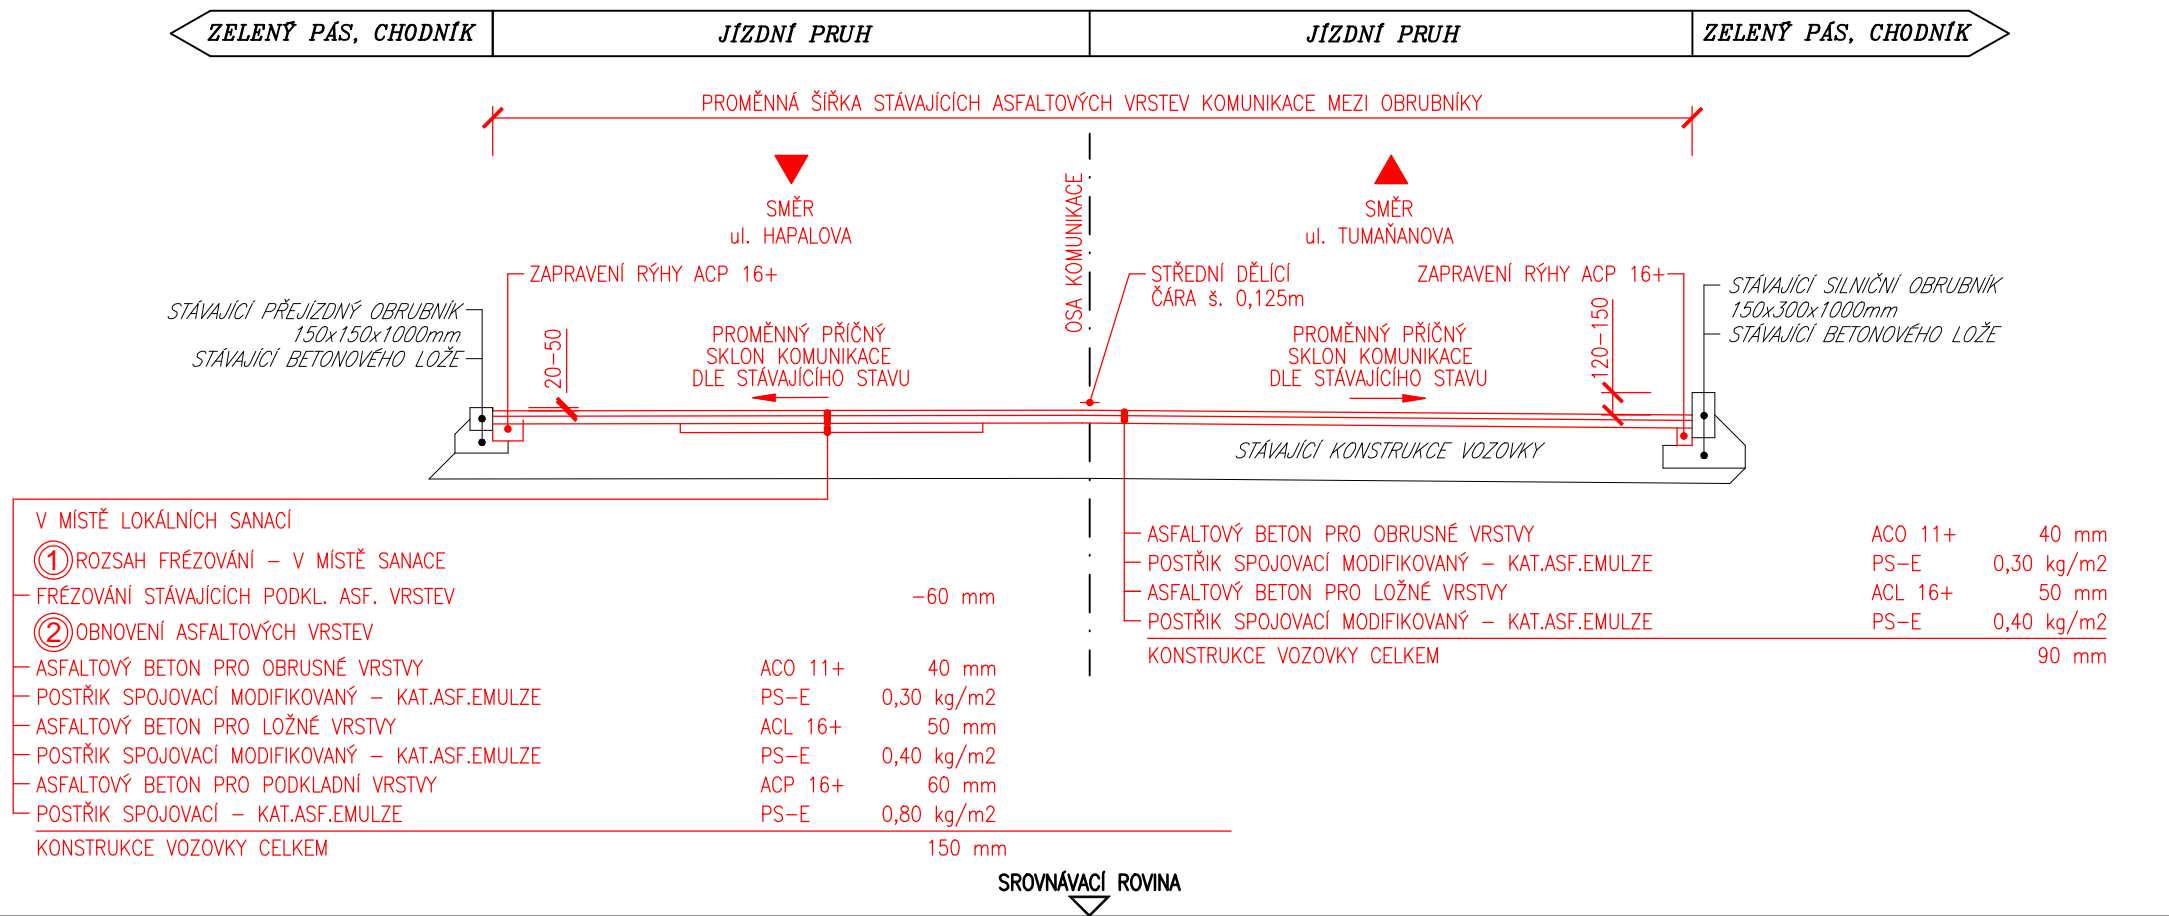 ZELENÝ PÁS, CHODNÍK
JÍZDNÍ PRUH
JÍZDNÍ PRUH
ZELENÝ PÁS, CHODNÍK
PROMĚNNÁ ŠÍŘKA STÁVAJÍCÍCH ASFALTOVÝCH VRSTEV KOMUNIKACE MEZI OBRUBNÍKY
SMĚR
ul. HAPALOVA
OSA KOMUNIKACE
SMĚR
ul. TUMAŇANOVA
ZAPRAVENÍ RÝHY ACP 16+
STŘEDNÍ DĚLÍCÍ
ČÁRA š. 0,125m
ZAPRAVENÍ RÝHY ACP 16+
STÁVAJÍCÍ PŘEJÍZDNÝ OBRUBNÍK
150x150x1000mm
STÁVAJÍCÍ BETONOVÉHO LOŽE
STÁVAJÍCÍ SILNIČNÍ OBRUBNÍK
150x300x1000mm
STÁVAJÍCÍ BETONOVÉHO LOŽE
20-50
PROMĚNNÝ PŘÍČNÝ
SKLON KOMUNIKACE
DLE STÁVAJÍCÍHO STAVU
PROMĚNNÝ PŘÍČNÝ
SKLON KOMUNIKACE
DLE STÁVAJÍCÍHO STAVU
120-150
STÁVAJÍCÍ KONSTRUKCE VOZOVKY
V MÍSTĚ LOKÁLNÍCH SANACÍ
1 ROZSAH FRÉZOVÁNÍ - V MÍSTĚ SANACE
FRÉZOVÁNÍ STÁVAJÍCÍCH PODKL. ASF. VRSTEV -60 mm
2 OBNOVENÍ ASFALTOVÝCH VRSTEV
ASFALTOVÝ BETON PRO OBRUSNÉ VRSTVY ACO 11+ 40 mm
POSTŘIK SPOJOVACÍ MODIFIKOVANÝ - KAT.ASF.EMULZE PS-E 0,30 kg/m2
ASFALTOVÝ BETON PRO LOŽNÉ VRSTVY ACL 16+ 50 mm
POSTŘIK SPOJOVACÍ MODIFIKOVANÝ - KAT.ASF.EMULZE PS-E 0,40 kg/m2
ASFALTOVÝ BETON PRO PODKLADNÍ VRSTVY ACP 16+ 60 mm
POSTŘIK SPOJOVACÍ - KAT.ASF.EMULZE PS-E 0,80 kg/m2
KONSTRUKCE VOZOVKY CELKEM 150 mm
ASFALTOVÝ BETON PRO OBRUSNÉ VRSTVY ACO 11+ 40 mm
POSTŘIK SPOJOVACÍ MODIFIKOVANÝ - KAT.ASF.EMULZE PS-E 0,30 kg/m2
ASFALTOVÝ BETON PRO LOŽNÉ VRSTVY ACL 16+ 50 mm
POSTŘIK SPOJOVACÍ MODIFIKOVANÝ - KAT.ASF.EMULZE PS-E 0,40 kg/m2
KONSTRUKCE VOZOVKY CELKEM 90 mm
SROVNÁVACÍ ROVINA